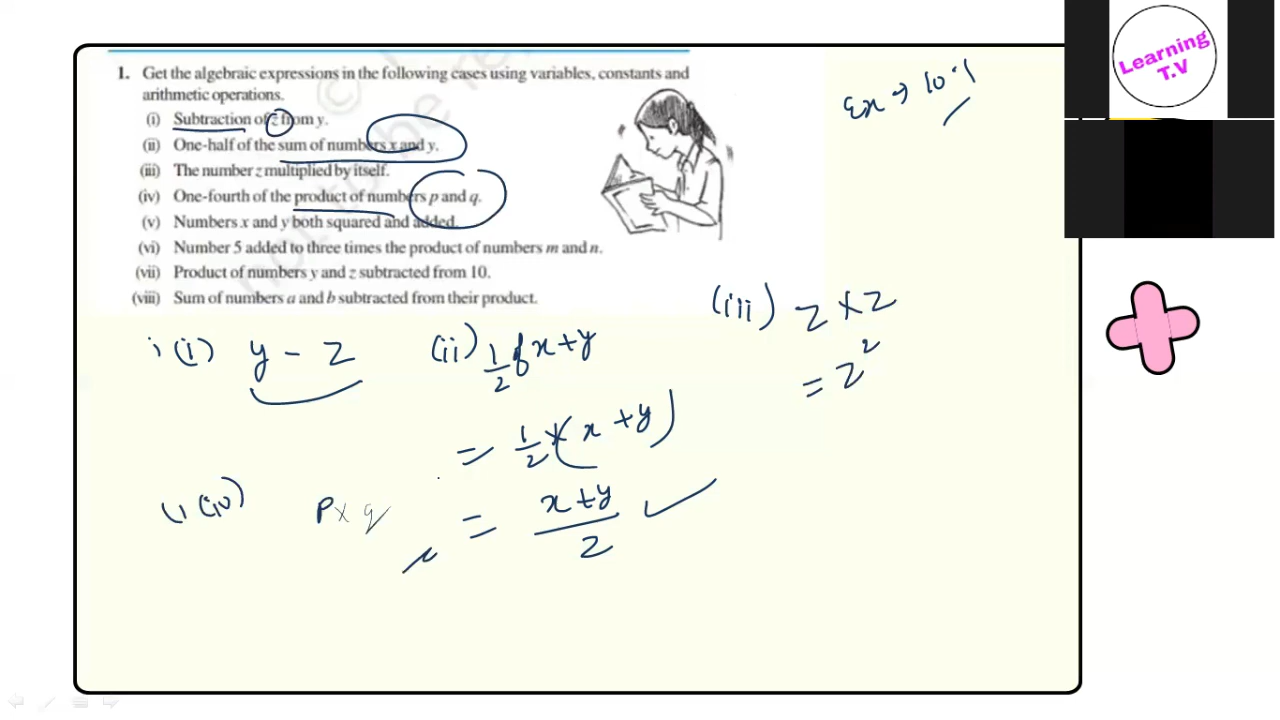 1. Get the algebraic expressions in the following cases using variables, constants and
arithmetic operations.
(i) Subtraction of z from y.
(ii) One-half of the sum of numbers x and y.
(iii) The number z multiplied by itself.
(iv) One-fourth of the product of numbers p and q.
(v) Numbers x and y both squared and added.
(vi) Number 5 added to three times the product of numbers m and n.
(vii) Product of numbers y and z subtracted from 10.
(viii) Sum of numbers a and b subtracted from their product.
Ex → 10.1
Learning
T.V
(i) y - z
(ii) 1/2 of x+y
= 1/2 × (x + y)
= x+y/2
(iii) z × z
= z²
(iv) p × q